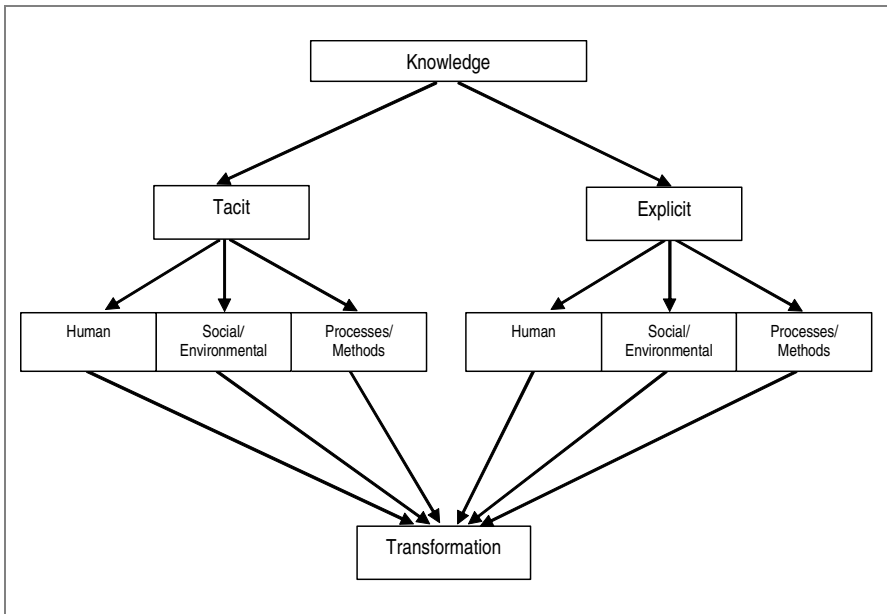 Knowledge
Tacit
Explicit
Human
Social/
Environmental
Processes/
Methods
Human
Social/
Environmental
Processes/
Methods
Transformation